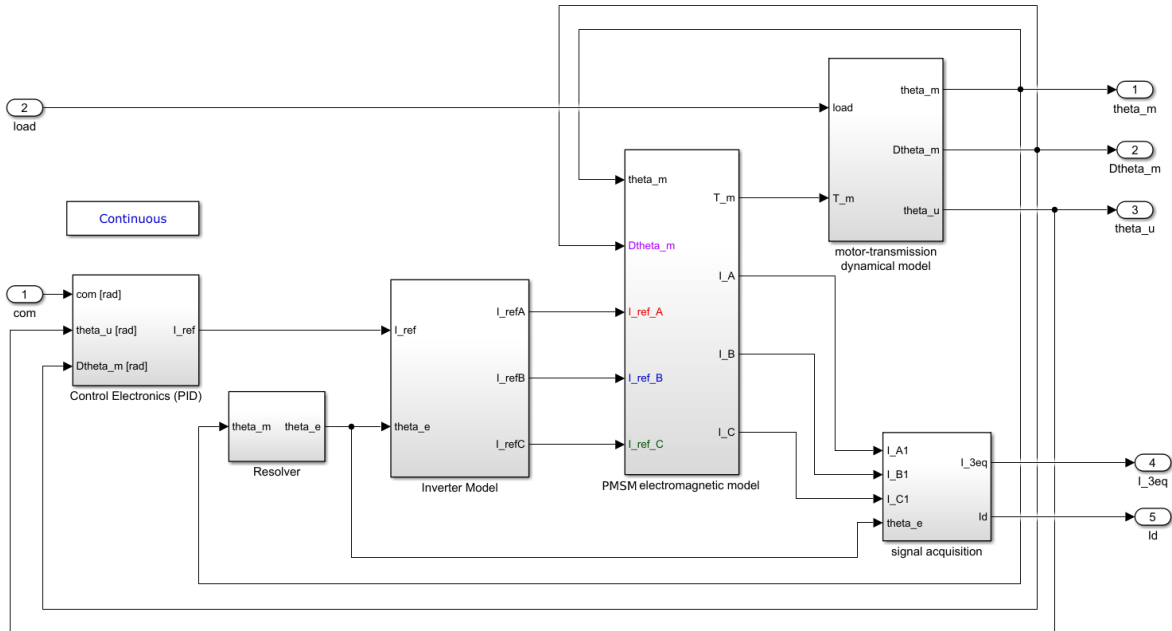 2
load
Continuous
1
com
com [rad]
theta_u [rad]
Dtheta_m [rad]
I_ref
Control Electronics (PID)
theta_m
theta_e
Resolver
I_ref
theta_e
I_refA
I_refB
I_refC
Inverter Model
theta_m
Dtheta_m
I_ref_A
I_ref_B
I_ref_C
T_m
I_A
I_B
I_C
PMSM electromagnetic model
load
T_m
theta_m
Dtheta_m
theta_u
motor-transmission
dynamical model
I_A1
I_B1
I_C1
theta_e
I_3eq
Id
signal acquisition
1
theta_m
2
Dtheta_m
3
theta_u
4
I_3eq
5
Id